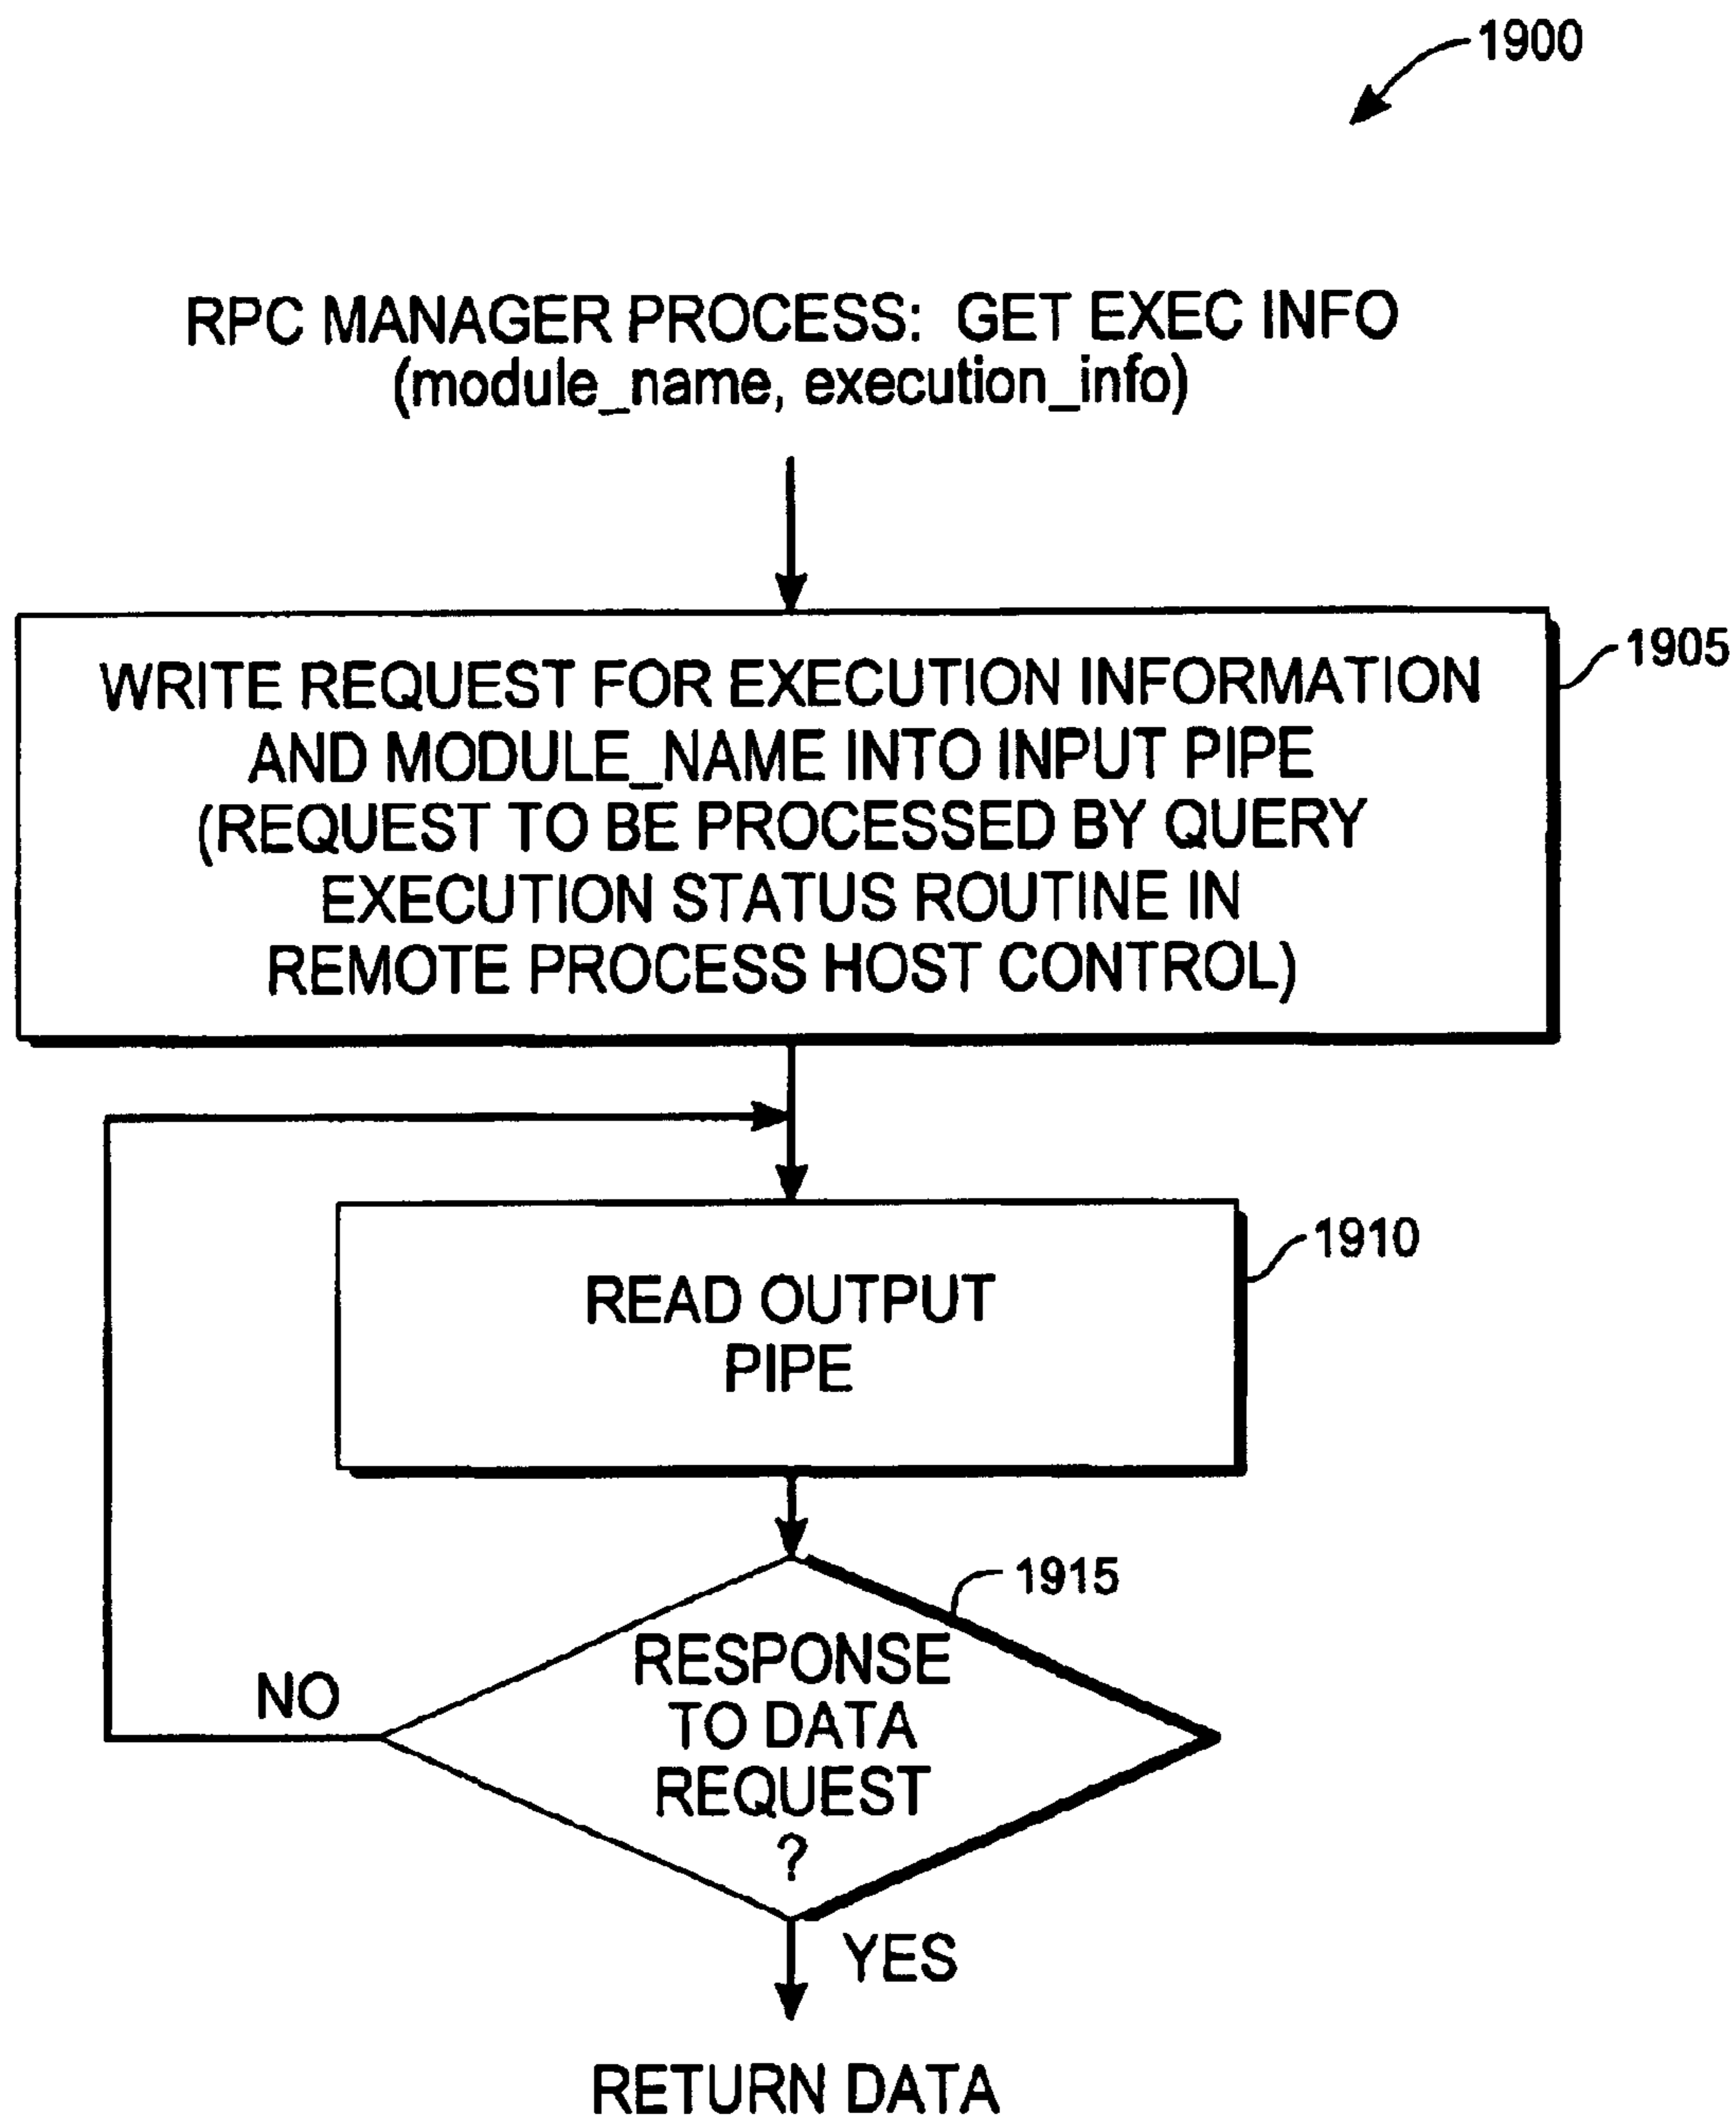 1900
RPC MANAGER PROCESS: GET EXEC INFO
(module_name, execution_info)
1905
WRITE REQUEST FOR EXECUTION INFORMATION
AND MODULE_NAME INTO INPUT PIPE
(REQUEST TO BE PROCESSED BY QUERY
EXECUTION STATUS ROUTINE IN
REMOTE PROCESS HOST CONTROL)
1910
READ OUTPUT
PIPE
1915
RESPONSE
TO DATA
REQUEST
?
NO
YES
RETURN DATA